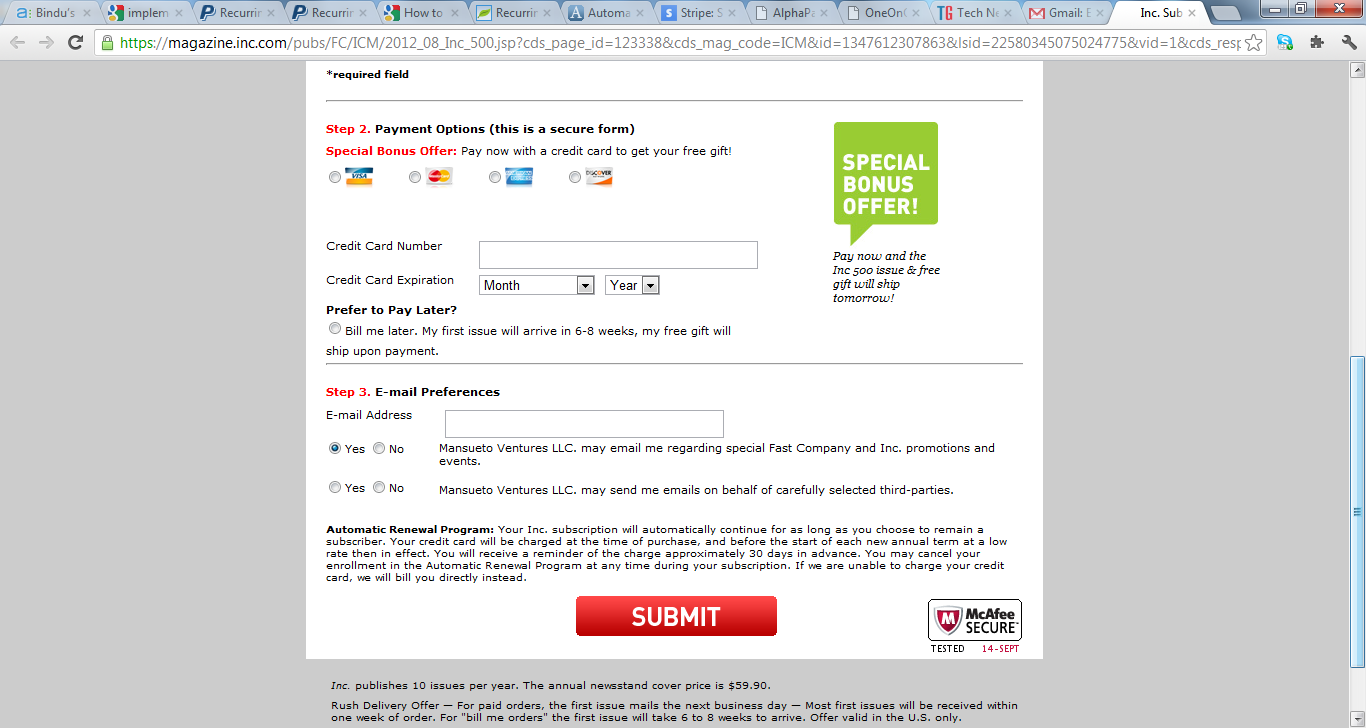 Bindu's
implem
Recurrir
Recurrir
How to
Recurrir
Automa
Stripe: S
AlphaPa
OneOnO
Tech Ne
Gmail: E
Inc. Sub
https://magazine.inc.com/pubs/FC/ICM/2012_08_Inc_500.jsp?cds_page_id=123338&cds_mag_code=ICM&id=1347612307863&lsid=22580345075024775&vid=1&cds_resp
*required field
Step 2. Payment Options (this is a secure form)
Special Bonus Offer: Pay now with a credit card to get your free gift!
VISA MasterCard DISCOVER
SPECIAL
BONUS
OFFER!
Pay now and the
Inc 500 issue & free
gift will ship
tomorrow!
Credit Card Number
Credit Card Expiration Month Year
Prefer to Pay Later?
Bill me later. My first issue will arrive in 6-8 weeks, my free gift will
ship upon payment.
Step 3. E-mail Preferences
E-mail Address
Yes No Mansueto Ventures LLC. may email me regarding special Fast Company and Inc. promotions and
events.
Yes No Mansueto Ventures LLC. may send me emails on behalf of carefully selected third-parties.
Automatic Renewal Program: Your Inc. subscription will automatically continue for as long as you choose to remain a
subscriber. Your credit card will be charged at the time of purchase, and before the start of each new annual term at a low
rate then in effect. You will receive a reminder of the charge approximately 30 days in advance. You may cancel your
enrollment in the Automatic Renewal Program at any time during your subscription. If we are unable to charge your credit
card, we will bill you directly instead.
SUBMIT
McAfee
SECURE™
TESTED 14-SEPT
Inc. publishes 10 issues per year. The annual newsstand cover price is $59.90.
Rush Delivery Offer — For paid orders, the first issue mails the next business day — Most first issues will be received within
one week of order. For "bill me orders" the first issue will take 6 to 8 weeks to arrive. Offer valid in the U.S. only.